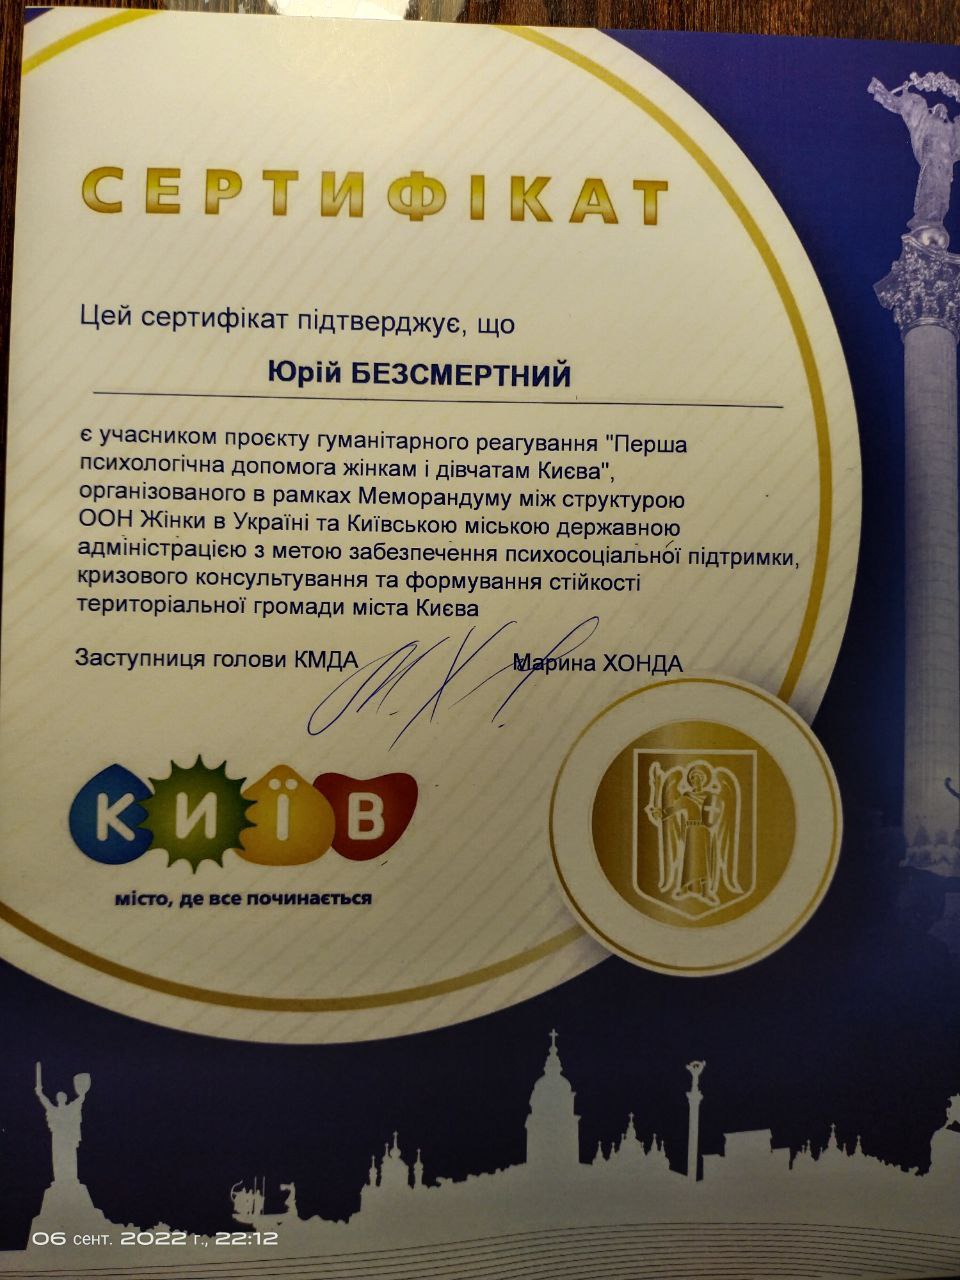 СЕРТИФІКАТ
Цей сертифікат підтверджує, що
Юрій БЕЗСМЕРТНИЙ
є учасником проєкту гуманітарного реагування "Перша
психологічна допомога жінкам і дівчатам Києва",
організованого в рамках Меморандуму між структурою
ООН Жінки в Україні та Київською міською державною
адміністрацією з метою забезпечення психосоціальної підтримки,
кризового консультування та формування стійкості
територіальної громади міста Києва
Заступниця голови КМДА Марина ХОНДА
КИЇВ
місто, де все починається
06 сент. 2022 г., 22:12